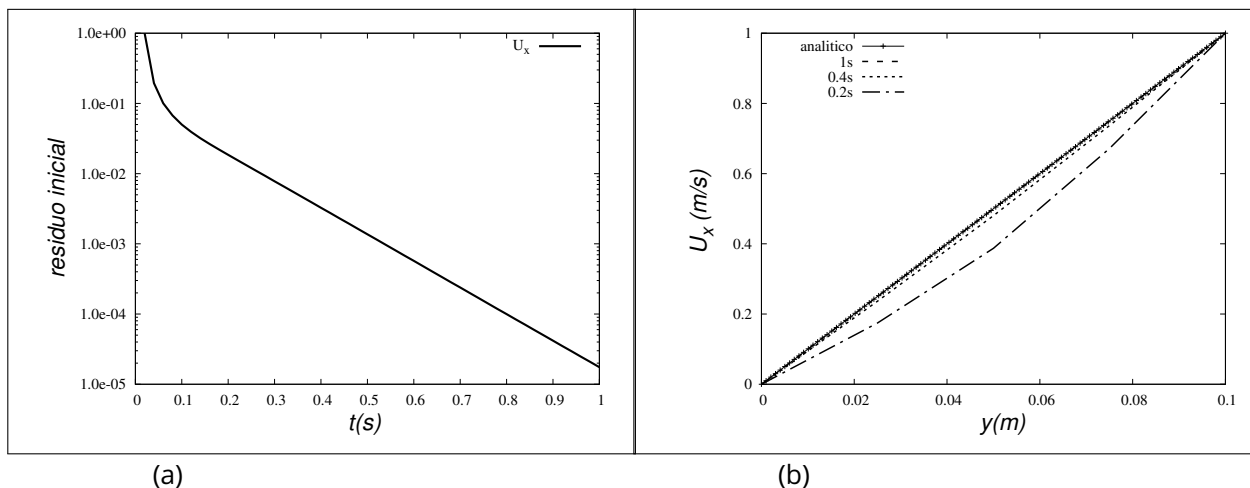 1.0e+00
1.0e-01
1.0e-02
1.0e-03
1.0e-04
1.0e-05
residuo inicial
U_x
0 0.1 0.2 0.3 0.4 0.5 0.6 0.7 0.8 0.9 1
t(s)
(a)
1
0.8
0.6
0.4
0.2
0
U_x (m/s)
analitico
1s
0.4s
0.2s
0 0.02 0.04 0.06 0.08 0.1
y(m)
(b)